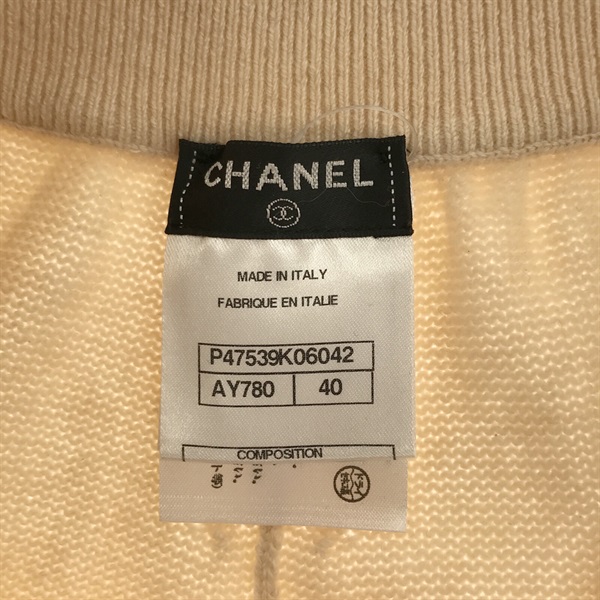 CHANEL
MADE IN ITALY
FABRIQUE EN ITALIE
P47539K06042
AY780 40
COMPOSITION